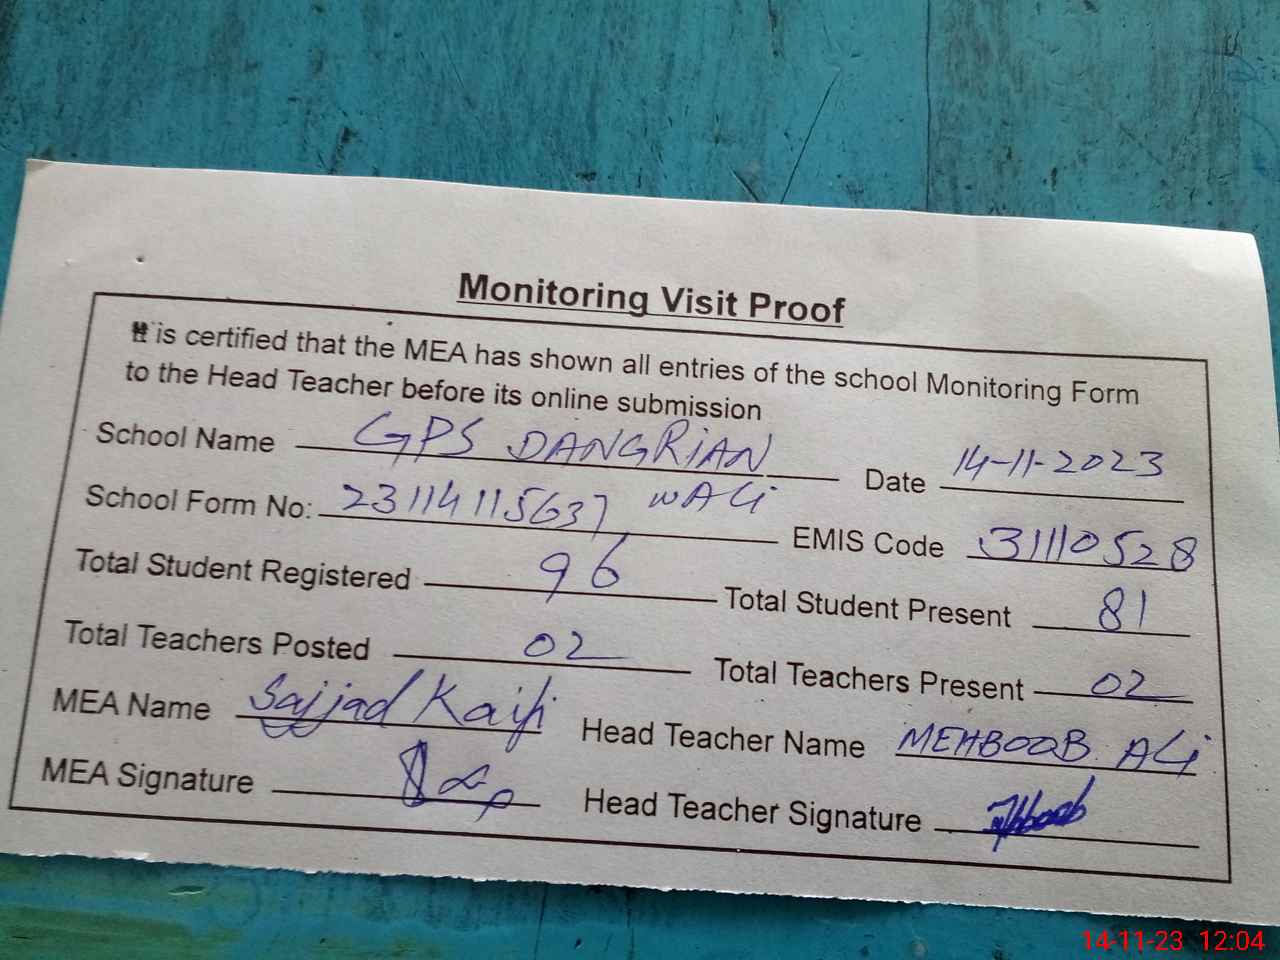 Monitoring Visit Proof
It is certified that the MEA has shown all entries of the school Monitoring Form
to the Head Teacher before its online submission
School Name GPS DANGRIAN WALI Date 14-11-2023
School Form No: 23114115637 EMIS Code 31110528
Total Student Registered 96 Total Student Present 81
Total Teachers Posted 02 Total Teachers Present 02
MEA Name Sajjad Kaifi Head Teacher Name MEHBOOB ALI
MEA Signature Head Teacher Signature
14-11-23 12:04